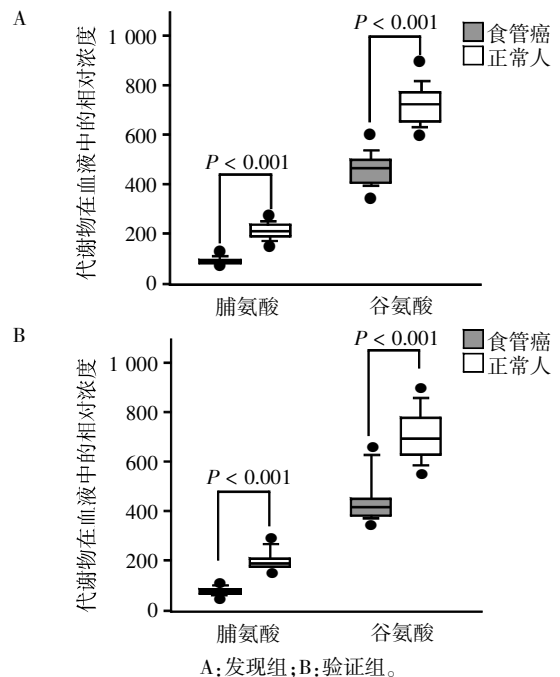 A
1 000
800
600
400
200
0
代谢物在血液中的相对浓度
P < 0.001
P < 0.001
食管癌
正常人
脯氨酸
谷氨酸
B
1 000
800
600
400
200
0
代谢物在血液中的相对浓度
P < 0.001
P < 0.001
食管癌
正常人
脯氨酸
谷氨酸
A:发现组;B:验证组。